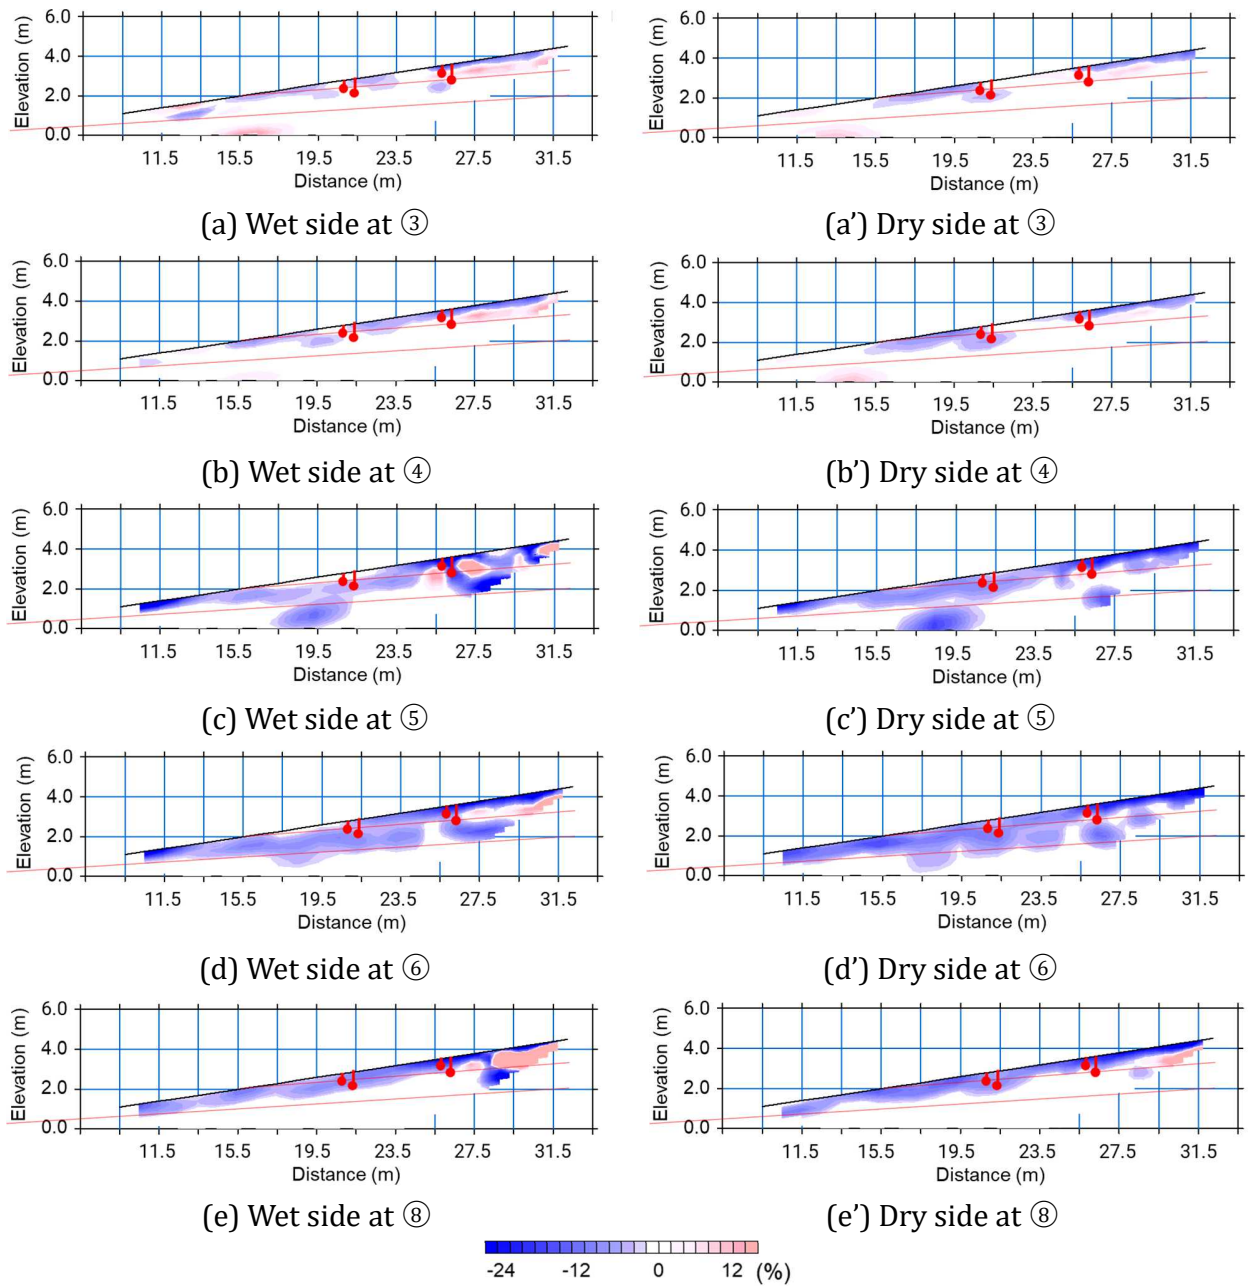 6.0
4.0
2.0
0.0
Elevation (m)
11.5 15.5 19.5 23.5 27.5 31.5
Distance (m)
(a) Wet side at ③
6.0
4.0
2.0
0.0
Elevation (m)
11.5 15.5 19.5 23.5 27.5 31.5
Distance (m)
(a’) Dry side at ③
6.0
4.0
2.0
0.0
Elevation (m)
11.5 15.5 19.5 23.5 27.5 31.5
Distance (m)
(b) Wet side at ④
6.0
4.0
2.0
0.0
Elevation (m)
11.5 15.5 19.5 23.5 27.5 31.5
Distance (m)
(b’) Dry side at ④
6.0
4.0
2.0
0.0
Elevation (m)
11.5 15.5 19.5 23.5 27.5 31.5
Distance (m)
(c) Wet side at ⑤
6.0
4.0
2.0
0.0
Elevation (m)
11.5 15.5 19.5 23.5 27.5 31.5
Distance (m)
(c’) Dry side at ⑤
6.0
4.0
2.0
0.0
Elevation (m)
11.5 15.5 19.5 23.5 27.5 31.5
Distance (m)
(d) Wet side at ⑥
6.0
4.0
2.0
0.0
Elevation (m)
11.5 15.5 19.5 23.5 27.5 31.5
Distance (m)
(d’) Dry side at ⑥
6.0
4.0
2.0
0.0
Elevation (m)
11.5 15.5 19.5 23.5 27.5 31.5
Distance (m)
(e) Wet side at ⑧
6.0
4.0
2.0
0.0
Elevation (m)
11.5 15.5 19.5 23.5 27.5 31.5
Distance (m)
(e’) Dry side at ⑧
-24 -12 0 12 (%)